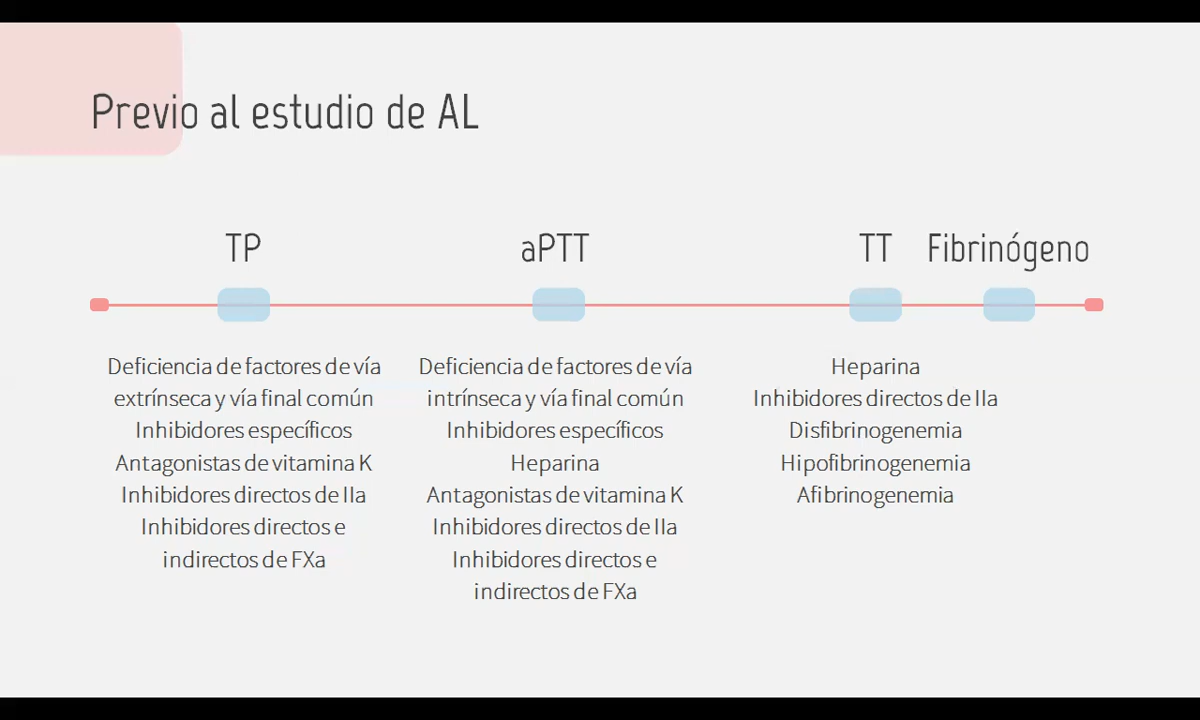 Previo al estudio de AL
TP
Deficiencia de factores de vía
extrínseca y vía final común
Inhibidores específicos
Antagonistas de vitamina K
Inhibidores directos de IIa
Inhibidores directos e
indirectos de FXa
aPTT
Deficiencia de factores de vía
intrínseca y vía final común
Inhibidores específicos
Heparina
Antagonistas de vitamina K
Inhibidores directos de IIa
Inhibidores directos e
indirectos de FXa
TT
Fibrinógeno
Heparina
Inhibidores directos de IIa
Disfibrinogenemia
Hipofibrinogenemia
Afibrinogenemia